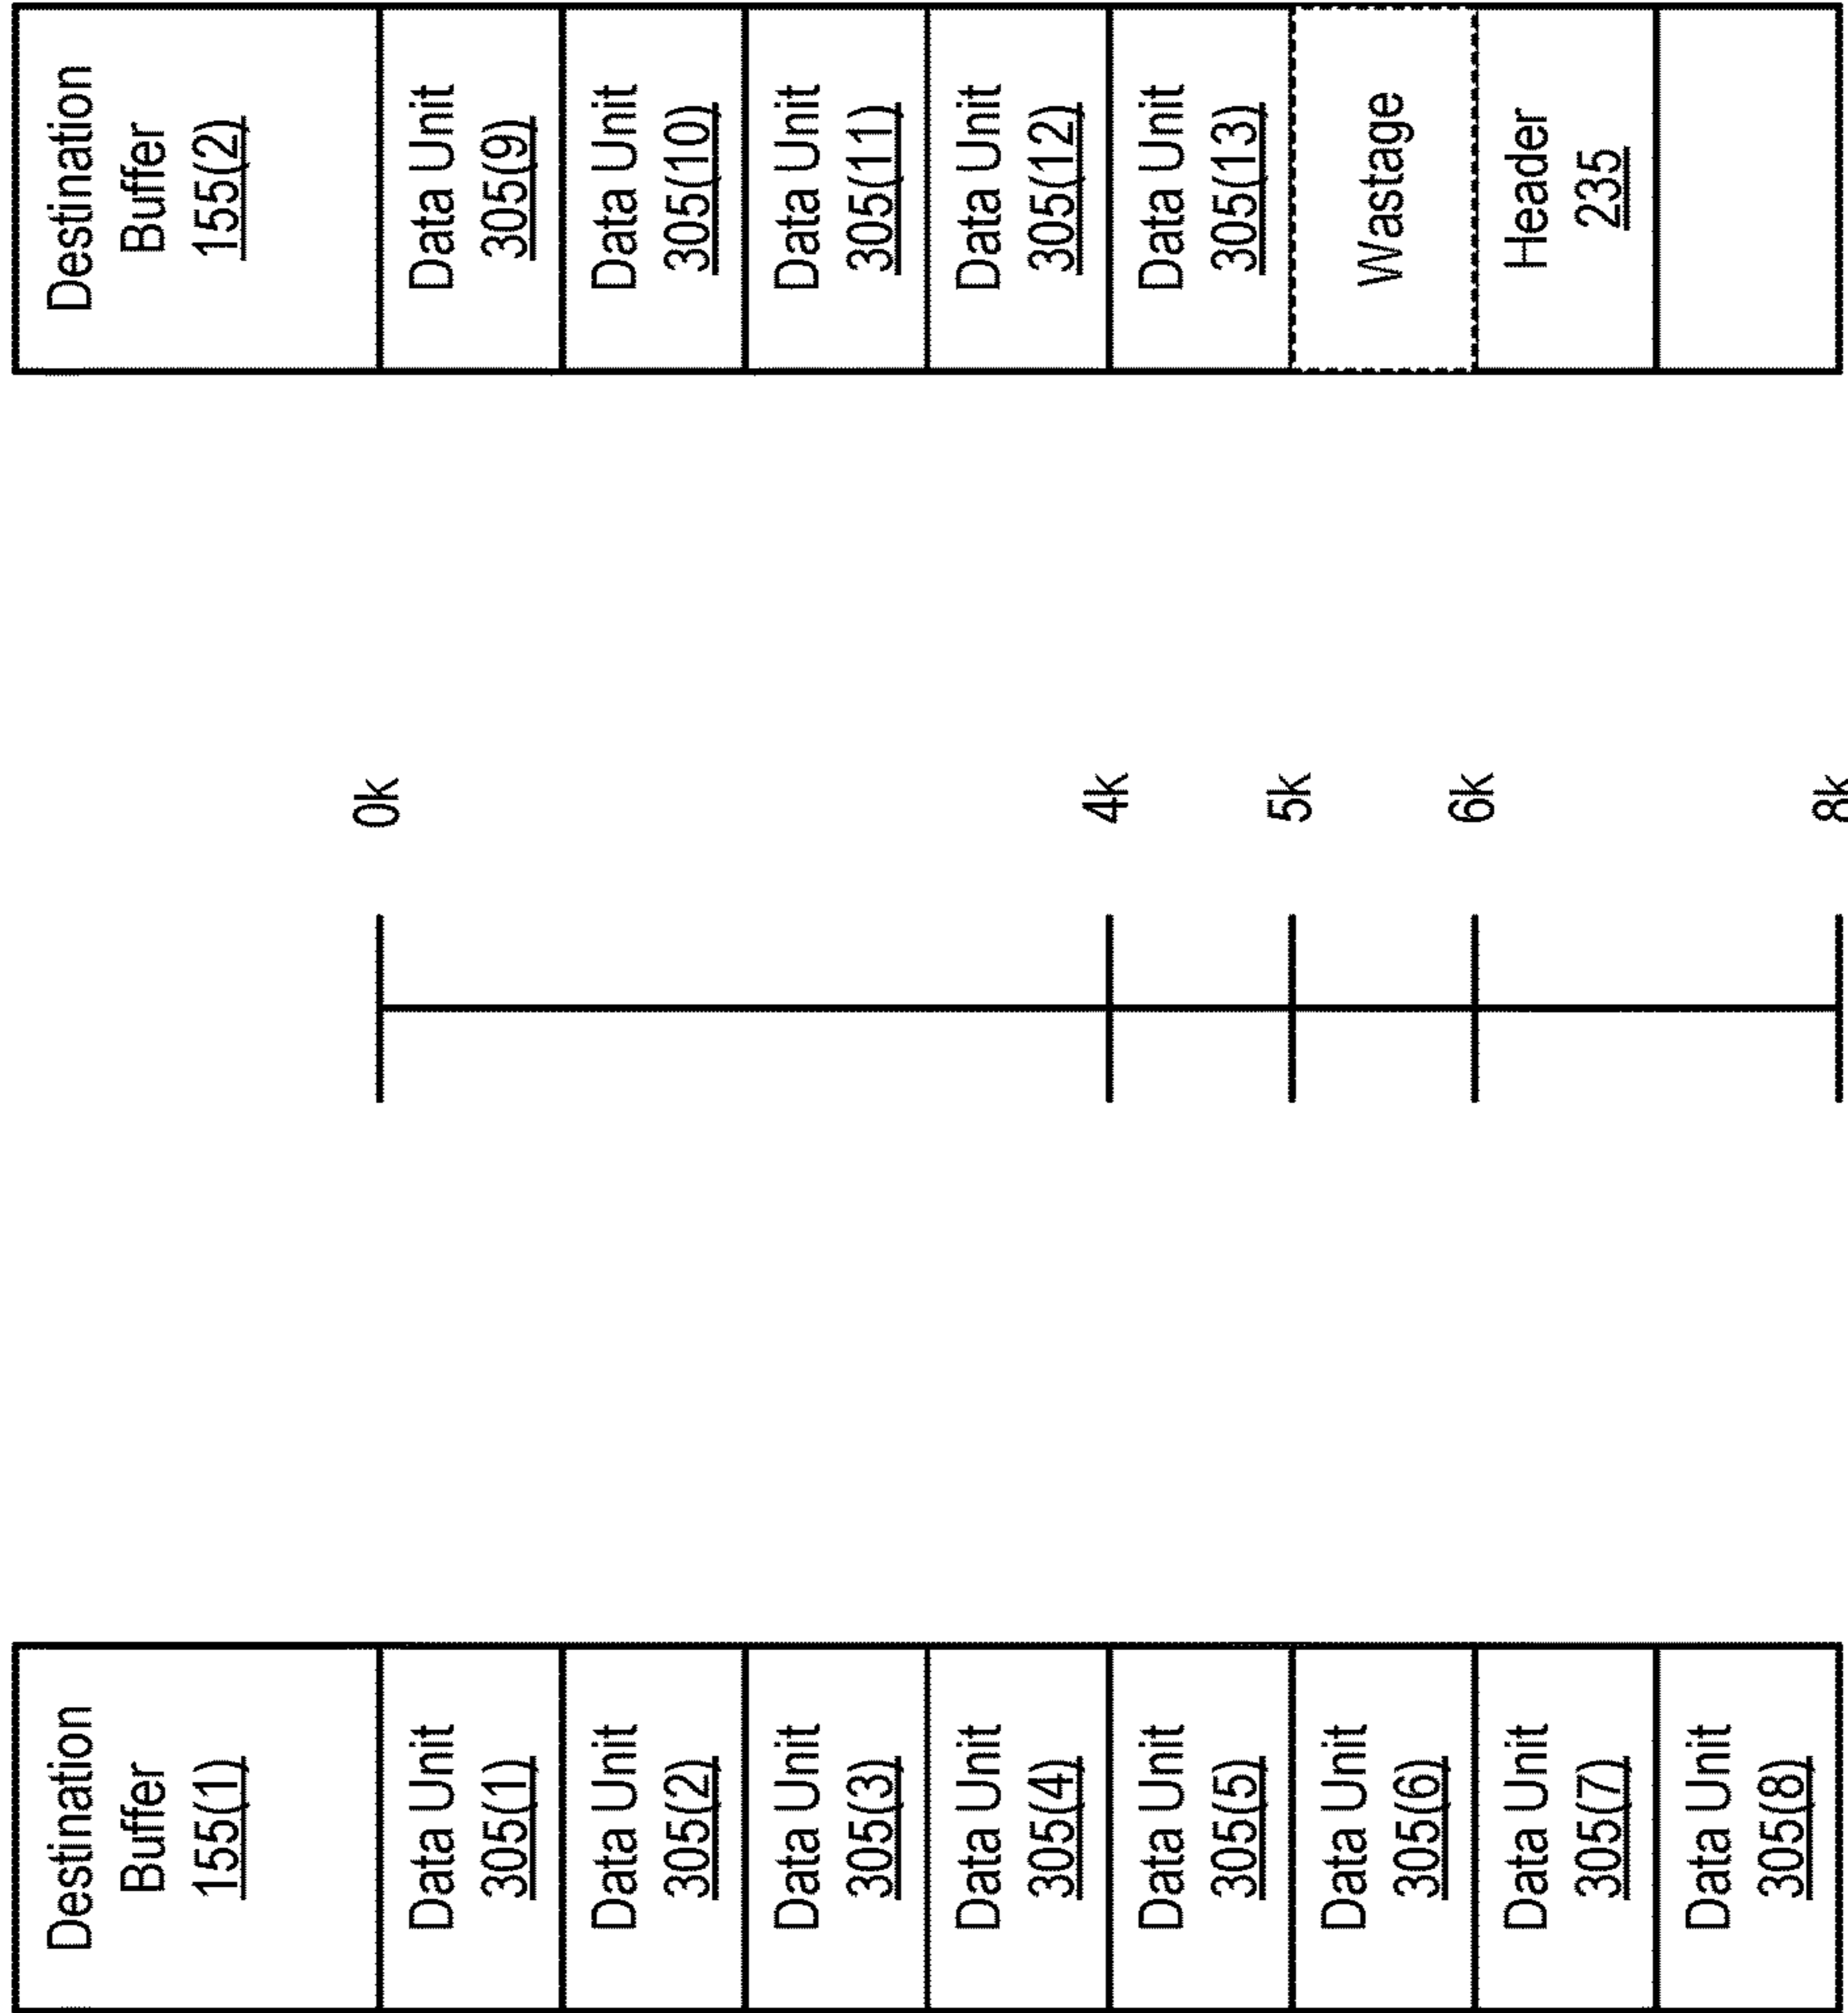 Destination
Buffer
155(1)
Data Unit
305(1)
Data Unit
305(2)
Data Unit
305(3)
Data Unit
305(4)
Data Unit
305(5)
Data Unit
305(6)
Data Unit
305(7)
Data Unit
305(8)
0k
4k
5k
6k
8k
Destination
Buffer
155(2)
Data Unit
305(9)
Data Unit
305(10)
Data Unit
305(11)
Data Unit
305(12)
Data Unit
305(13)
Wastage
Header
235